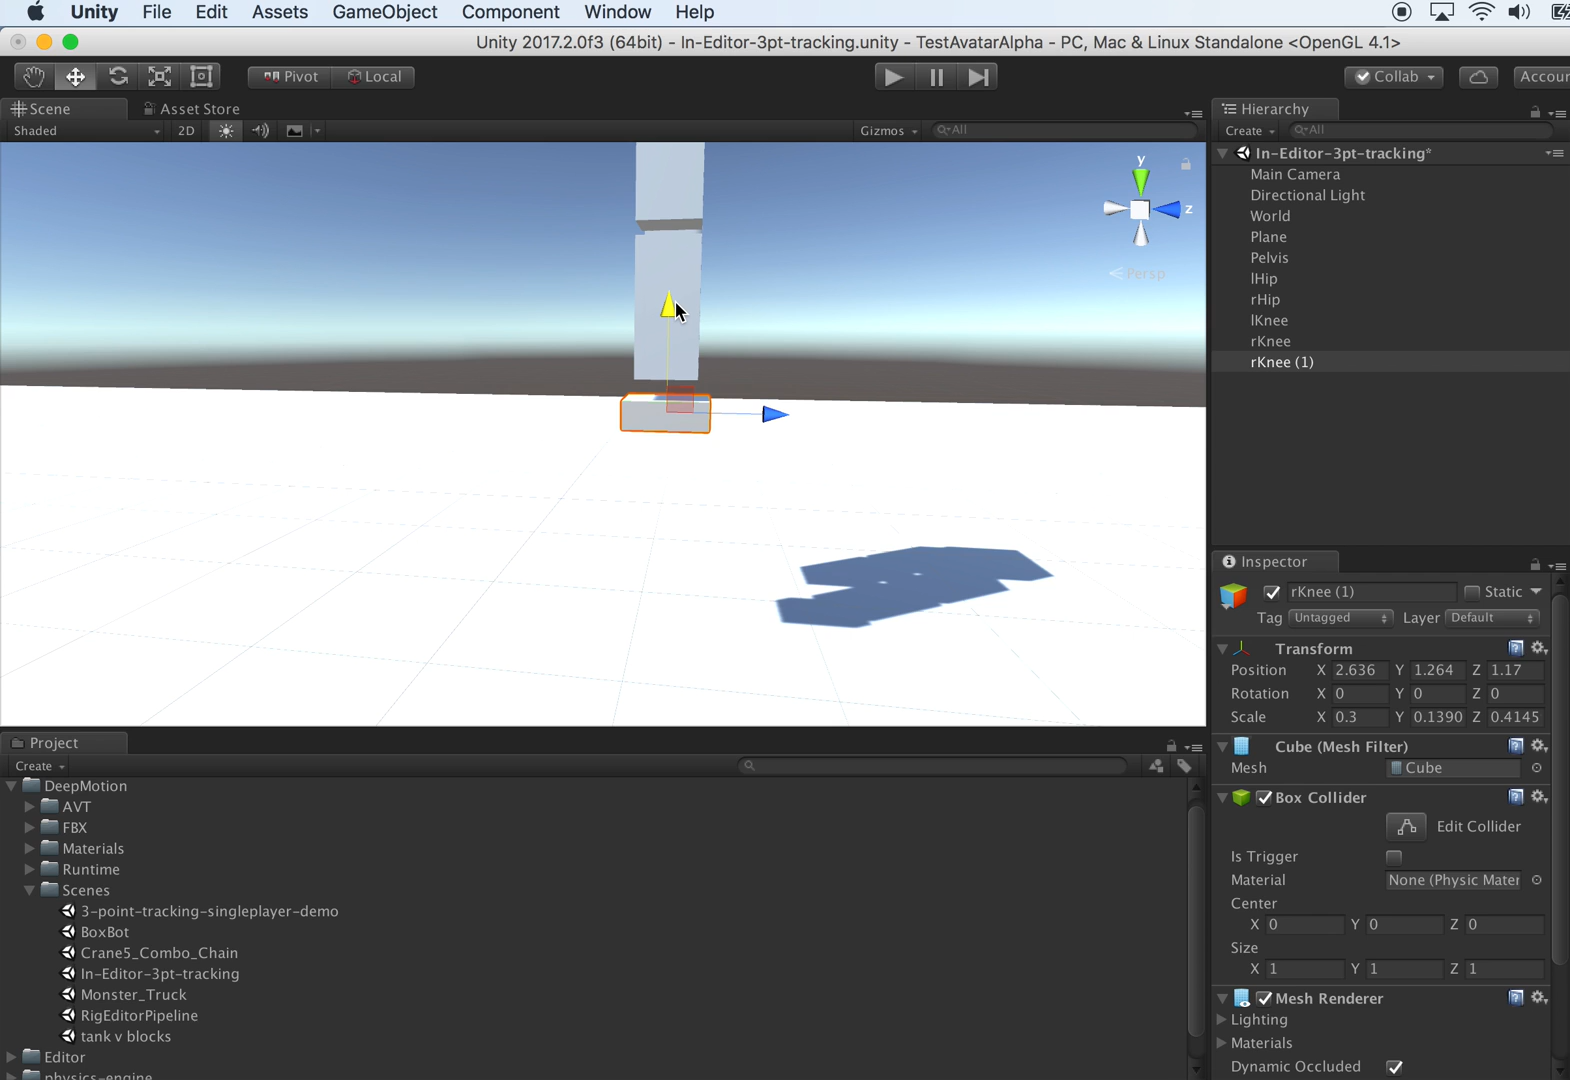 Unity File Edit Assets GameObject Component Window Help
Unity 2017.2.0f3 (64bit) - In-Editor-3pt-tracking.unity - TestAvatarAlpha - PC, Mac & Linux Standalone <OpenGL 4.1>
Pivot Local Collab Accoun
Scene Asset Store
Shaded 2D Gizmos All
y
z
Persp
Hierarchy
Create All
In-Editor-3pt-tracking*
Main Camera
Directional Light
World
Plane
Pelvis
lHip
rHip
lKnee
rKnee
rKnee (1)
Inspector
rKnee (1) Static
Tag Untagged Layer Default
Transform
Position X 2.636 Y 1.264 Z 1.17
Rotation X 0 Y 0 Z 0
Scale X 0.3 Y 0.1390 Z 0.4145
Cube (Mesh Filter)
Mesh Cube
Box Collider
Edit Collider
Is Trigger
Material None (Physic Mater
Center
X 0 Y 0 Z 0
Size
X 1 Y 1 Z 1
Mesh Renderer
Lighting
Materials
Dynamic Occluded
Project
Create
DeepMotion
AVT
FBX
Materials
Runtime
Scenes
3-point-tracking-singleplayer-demo
BoxBot
Crane5_Combo_Chain
In-Editor-3pt-tracking
Monster_Truck
RigEditorPipeline
tank v blocks
Editor
physics-engine